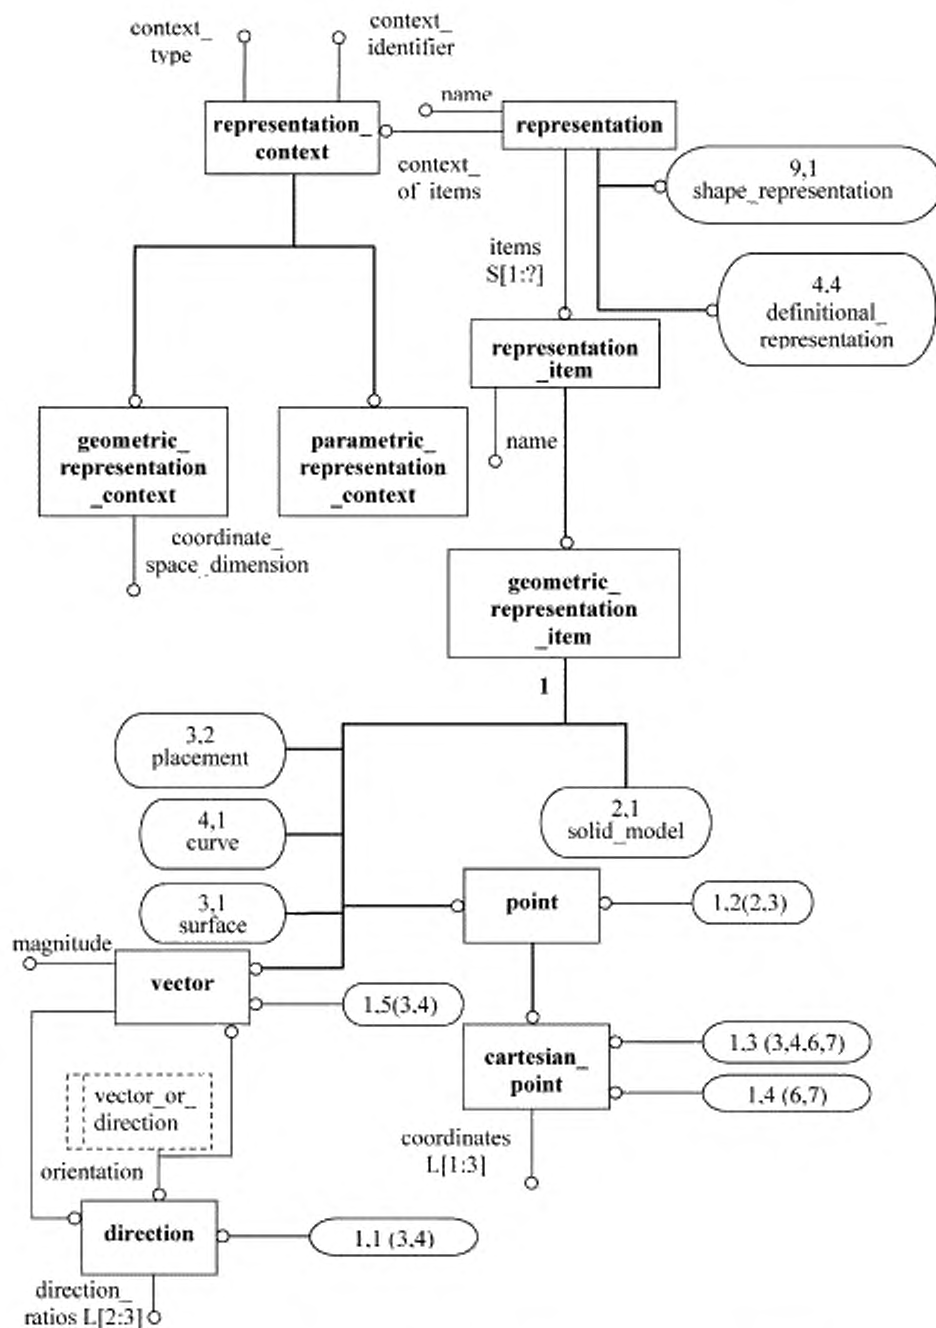 context_
type
context_
identifier
name
representation_
context
representation
context_
of items
9,1
shape_representation
items
S[1:?]
4,4
definitional_
representation
representation
_item
name
geometric_
representation
_context
parametric_
representation
_context
coordinate_
space_dimension
geometric_
representation
_item
1
3,2
placement
4,1
curve
2,1
solid_model
3,1
surface
point
1,2(2,3)
magnitude
vector
1,5(3,4)
cartesian_
point
1,3 (3,4,6,7)
1,4 (6,7)
vector_or_
direction
coordinates
L[1:3]
orientation
direction
1,1 (3,4)
direction_
ratios L[2:3]